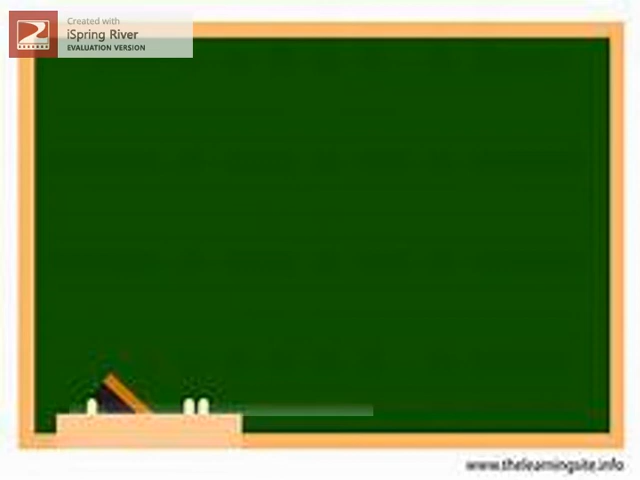 Created with
iSpring River
EVALUATION VERSION
www.thelearningsite.info